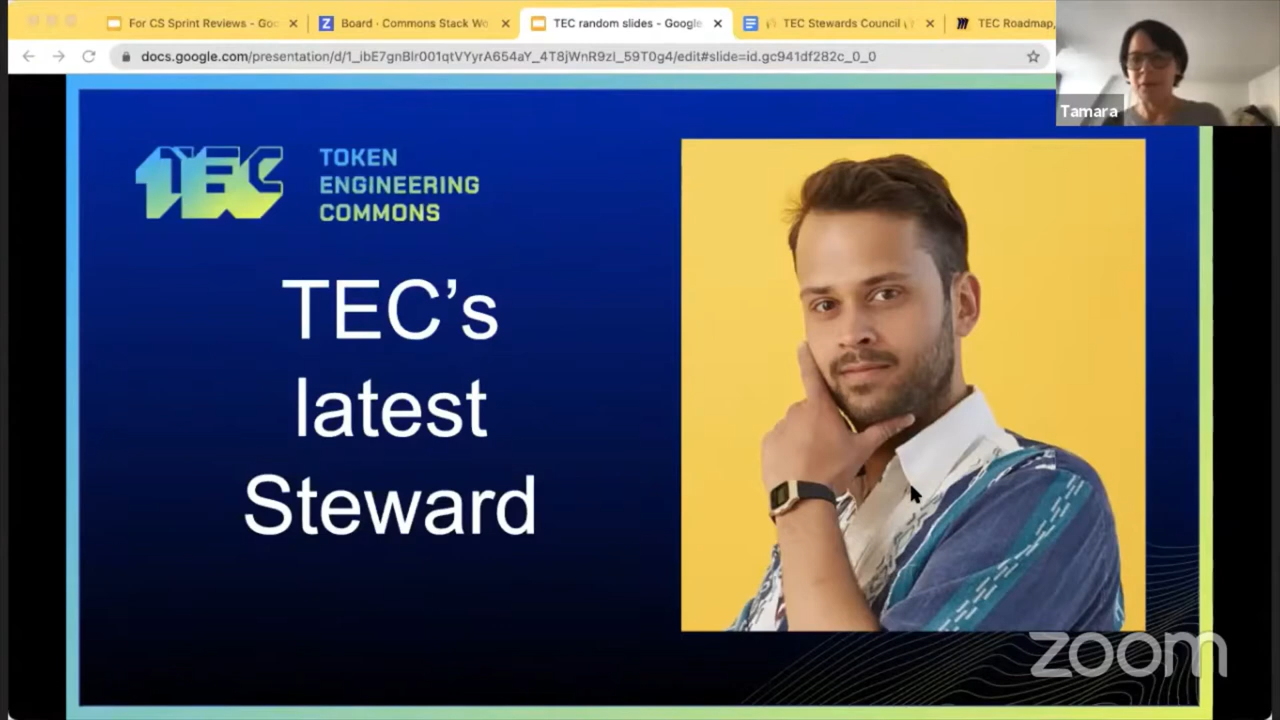 For CS Sprint Reviews - Goo
Board · Commons Stack Wo
TEC random slides - Google
TEC Stewards Council
TEC Roadmap,
docs.google.com/presentation/d/1_ibE7gnBlr001qtVYyrA654aY_4T8jWnR9zI_59T0g4/edit#slide=id.gc941df282c_0_0
Tamara
TEC
TOKEN
ENGINEERING
COMMONS
TEC's
latest
Steward
zoom